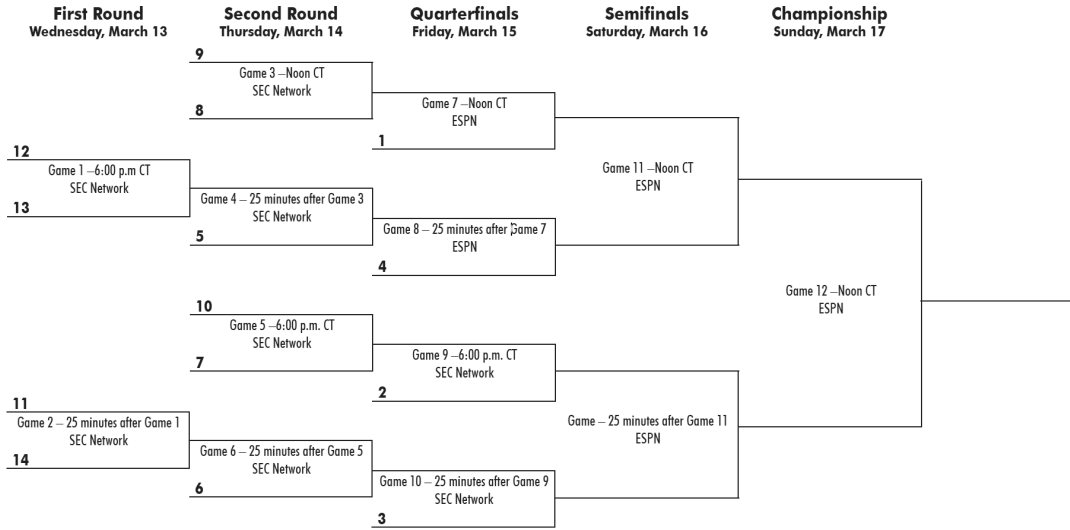 First Round
Wednesday, March 13
Second Round
Thursday, March 14
Quarterfinals
Friday, March 15
Semifinals
Saturday, March 16
Championship
Sunday, March 17
9
Game 3 –Noon CT
SEC Network
8
Game 7 –Noon CT
ESPN
1
12
Game 1 –6:00 p.m CT
SEC Network
13
Game 4 – 25 minutes after Game 3
SEC Network
5
Game 8 – 25 minutes after Game 7
ESPN
4
Game 11 –Noon CT
ESPN
10
Game 5 –6:00 p.m. CT
SEC Network
7
Game 9 –6:00 p.m. CT
SEC Network
2
11
Game 2 – 25 minutes after Game 1
SEC Network
14
Game 6 – 25 minutes after Game 5
SEC Network
6
Game 10 – 25 minutes after Game 9
SEC Network
3
Game – 25 minutes after Game 11
ESPN
Game 12 –Noon CT
ESPN